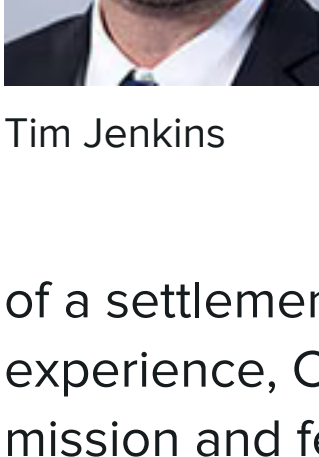 Tim Jenkins
of a settlemen
experience, C
mission and fe